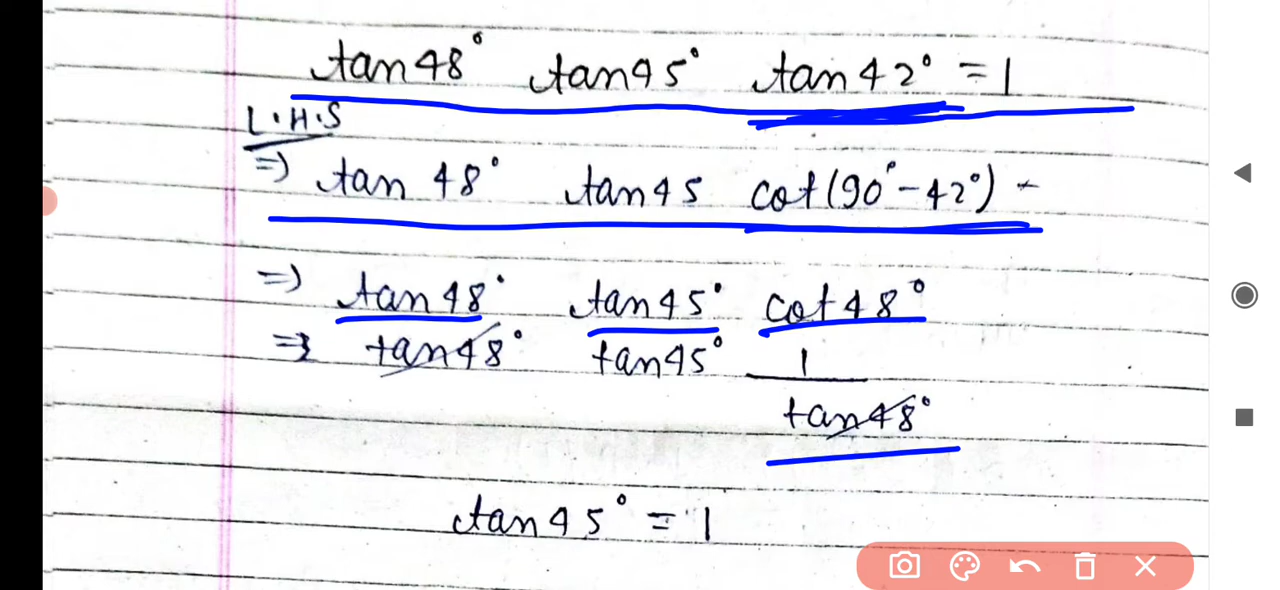 tan 48° tan 45° tan 42° = 1
L.H.S
⇒ tan 48° tan 45 cot(90° - 42°) -
⇒ tan 48° tan 45° cot 48°
⇒ tan 48° tan 45° 1
tan 48°
tan 45° = 1